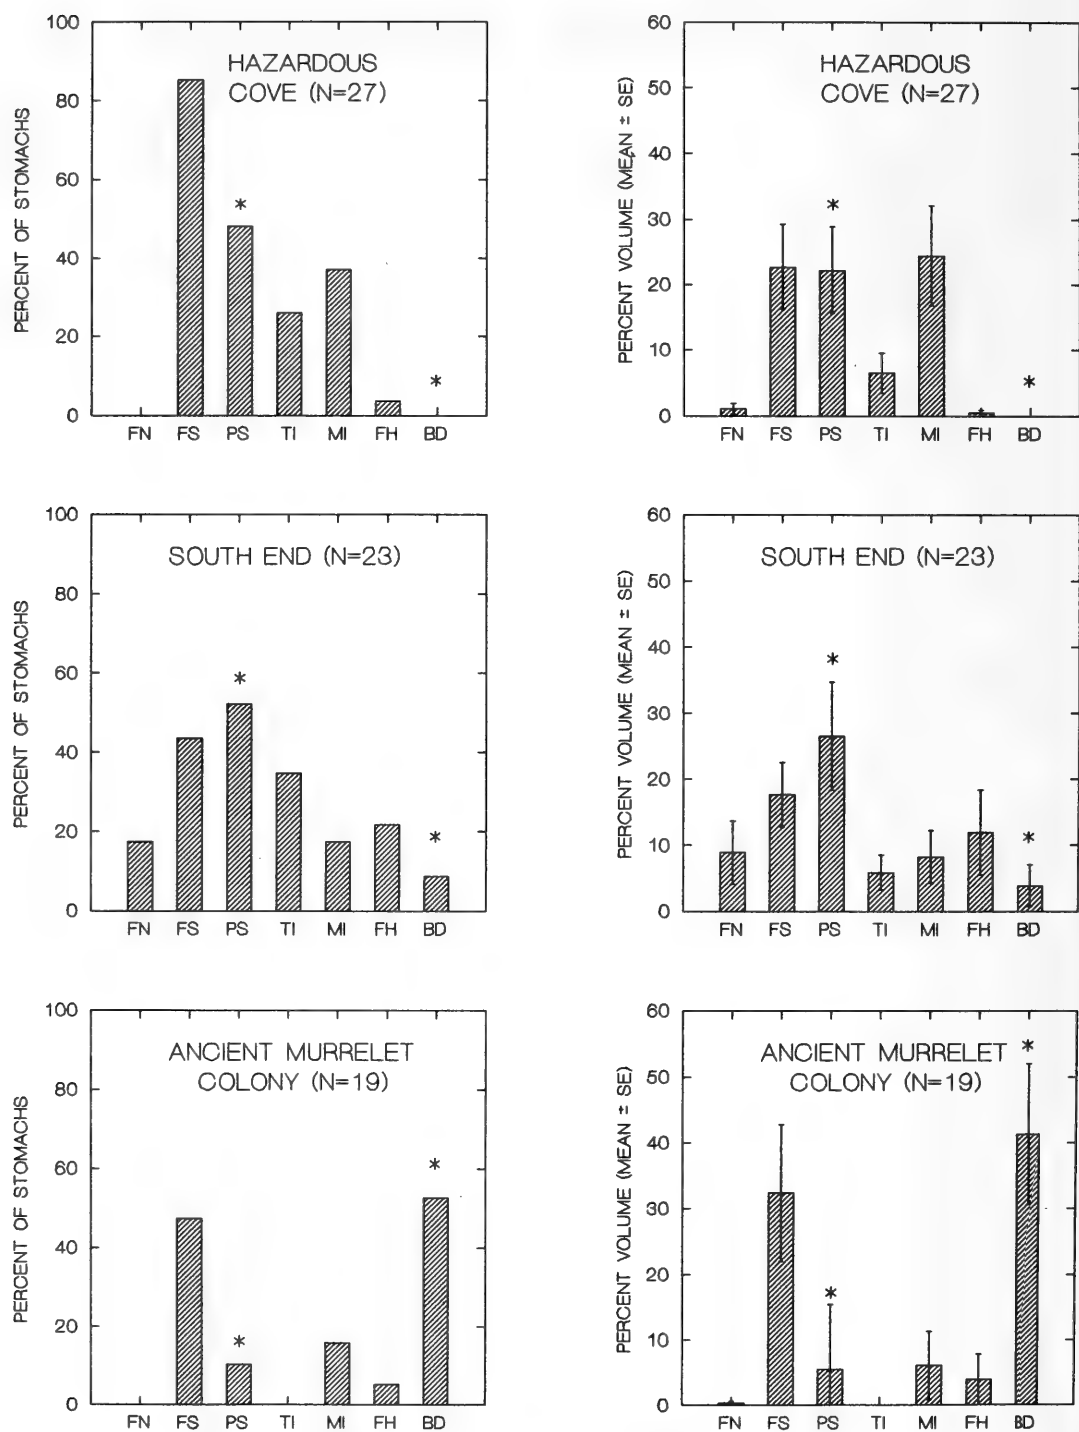 PERCENT OF STOMACHS
100
80
60
40
20
0
HAZARDOUS
COVE (N=27)
*
*
FN FS PS TI MI FH BD
PERCENT VOLUME (MEAN ± SE)
60
50
40
30
20
10
0
HAZARDOUS
COVE (N=27)
*
*
FN FS PS TI MI FH BD
PERCENT OF STOMACHS
100
80
60
40
20
0
SOUTH END (N=23)
*
*
FN FS PS TI MI FH BD
PERCENT VOLUME (MEAN ± SE)
60
50
40
30
20
10
0
SOUTH END (N=23)
*
*
FN FS PS TI MI FH BD
PERCENT OF STOMACHS
100
80
60
40
20
0
ANCIENT MURRELET
COLONY (N=19)
*
*
FN FS PS TI MI FH BD
PERCENT VOLUME (MEAN ± SE)
60
50
40
30
20
10
0
ANCIENT MURRELET
COLONY (N=19)
*
*
FN FS PS TI MI FH BD